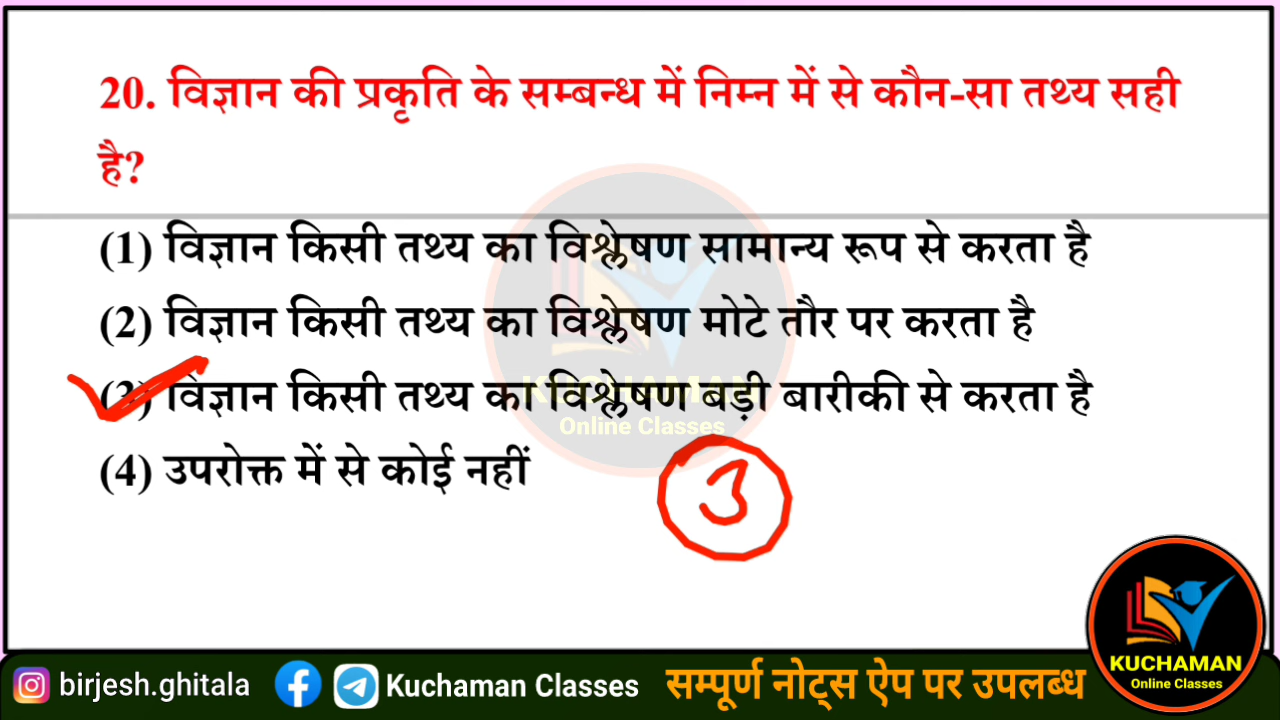 20. विज्ञान की प्रकृति के सम्बन्ध में निम्न में से कौन-सा तथ्य सही
है?
(1) विज्ञान किसी तथ्य का विश्लेषण सामान्य रूप से करता है
(2) विज्ञान किसी तथ्य का विश्लेषण मोटे तौर पर करता है
(3) विज्ञान किसी तथ्य का विश्लेषण बड़ी बारीकी से करता है
KUCHAMAN
Online Classes
(4) उपरोक्त में से कोई नहीं
3
KUCHAMAN
Online Classes
birjesh.ghitala
Kuchaman Classes
सम्पूर्ण नोट्स ऐप पर उपलब्ध